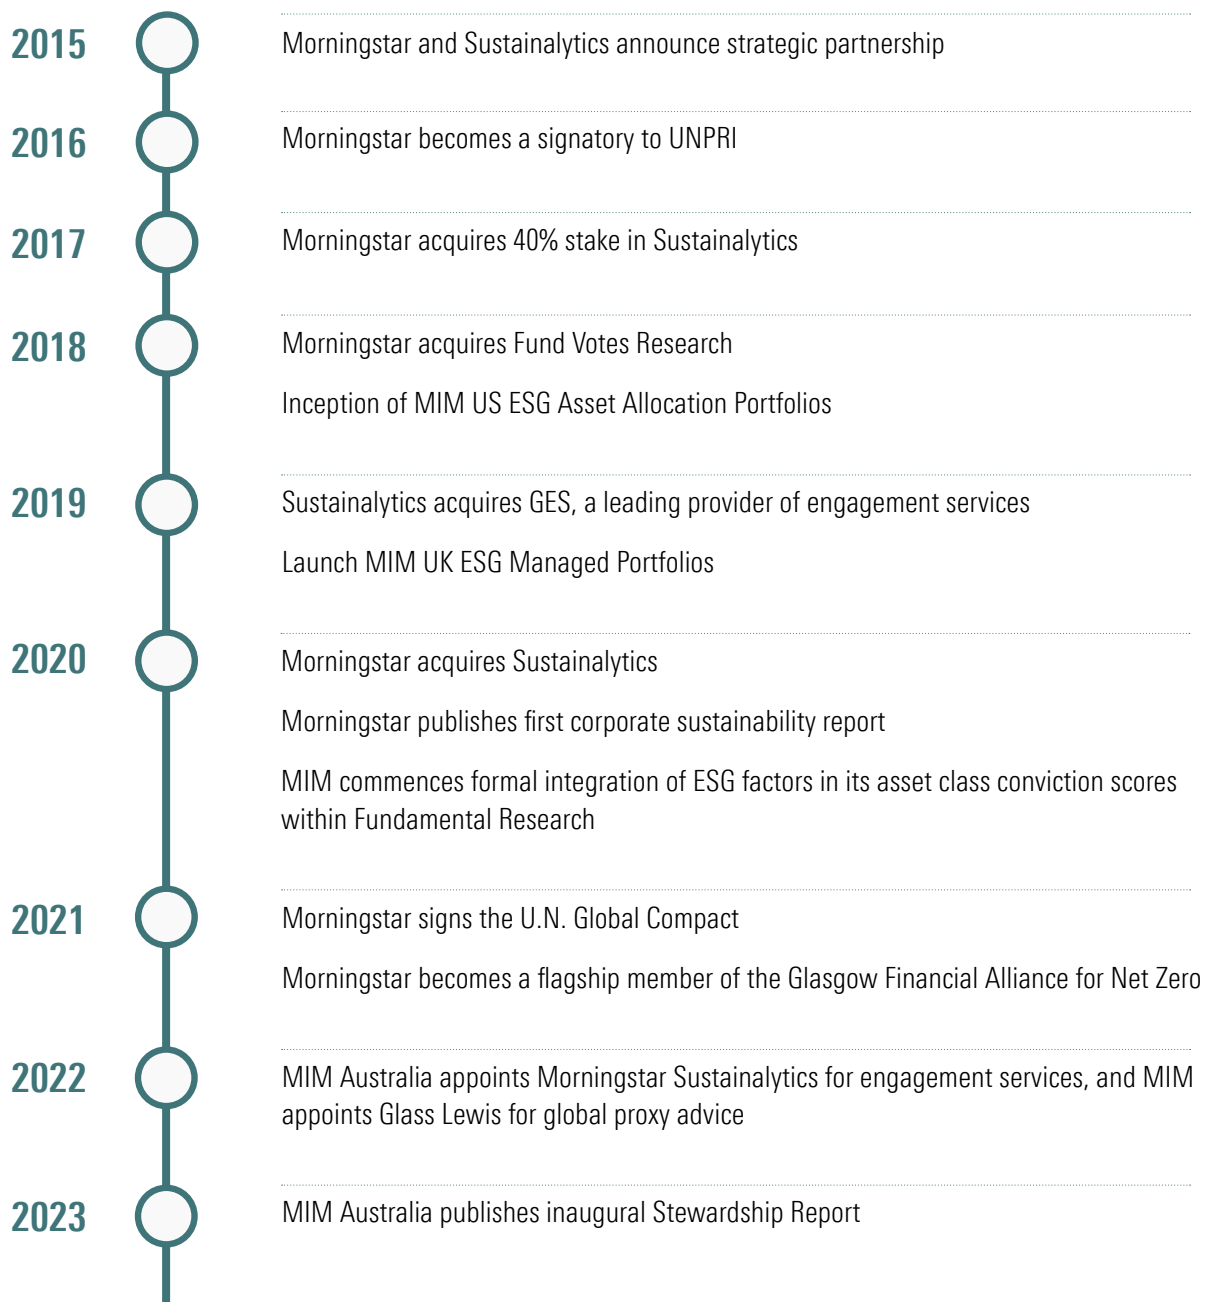 2015
Morningstar and Sustainalytics announce strategic partnership
2016
Morningstar becomes a signatory to UNPRI
2017
Morningstar acquires 40% stake in Sustainalytics
2018
Morningstar acquires Fund Votes Research
Inception of MIM US ESG Asset Allocation Portfolios
2019
Sustainalytics acquires GES, a leading provider of engagement services
Launch MIM UK ESG Managed Portfolios
2020
Morningstar acquires Sustainalytics
Morningstar publishes first corporate sustainability report
MIM commences formal integration of ESG factors in its asset class conviction scores
within Fundamental Research
2021
Morningstar signs the U.N. Global Compact
Morningstar becomes a flagship member of the Glasgow Financial Alliance for Net Zero
2022
MIM Australia appoints Morningstar Sustainalytics for engagement services, and MIM
appoints Glass Lewis for global proxy advice
2023
MIM Australia publishes inaugural Stewardship Report